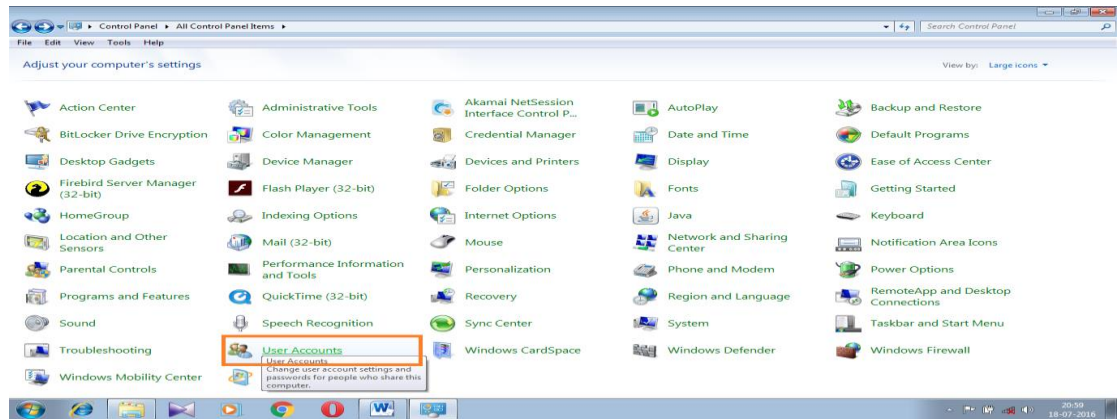 Control Panel ▸ All Control Panel Items ▸
Search Control Panel
File Edit View Tools Help
Adjust your computer's settings
View by: Large icons
Action Center
Administrative Tools
Akamai NetSession
Interface Control P...
AutoPlay
Backup and Restore
BitLocker Drive Encryption
Color Management
Credential Manager
Date and Time
Default Programs
Desktop Gadgets
Device Manager
Devices and Printers
Display
Ease of Access Center
Firebird Server Manager
(32-bit)
Flash Player (32-bit)
Folder Options
Fonts
Getting Started
HomeGroup
Indexing Options
Internet Options
Java
Keyboard
Location and Other
Sensors
Mail (32-bit)
Mouse
Network and Sharing
Center
Notification Area Icons
Parental Controls
Performance Information
and Tools
Personalization
Phone and Modem
Power Options
Programs and Features
QuickTime (32-bit)
Recovery
Region and Language
RemoteApp and Desktop
Connections
Sound
Speech Recognition
Sync Center
System
Taskbar and Start Menu
Troubleshooting
User Accounts
Windows CardSpace
Windows Defender
Windows Firewall
Windows Mobility Center
User Accounts
Change user account settings and
passwords for people who share this
computer.
20:59
18-07-2016